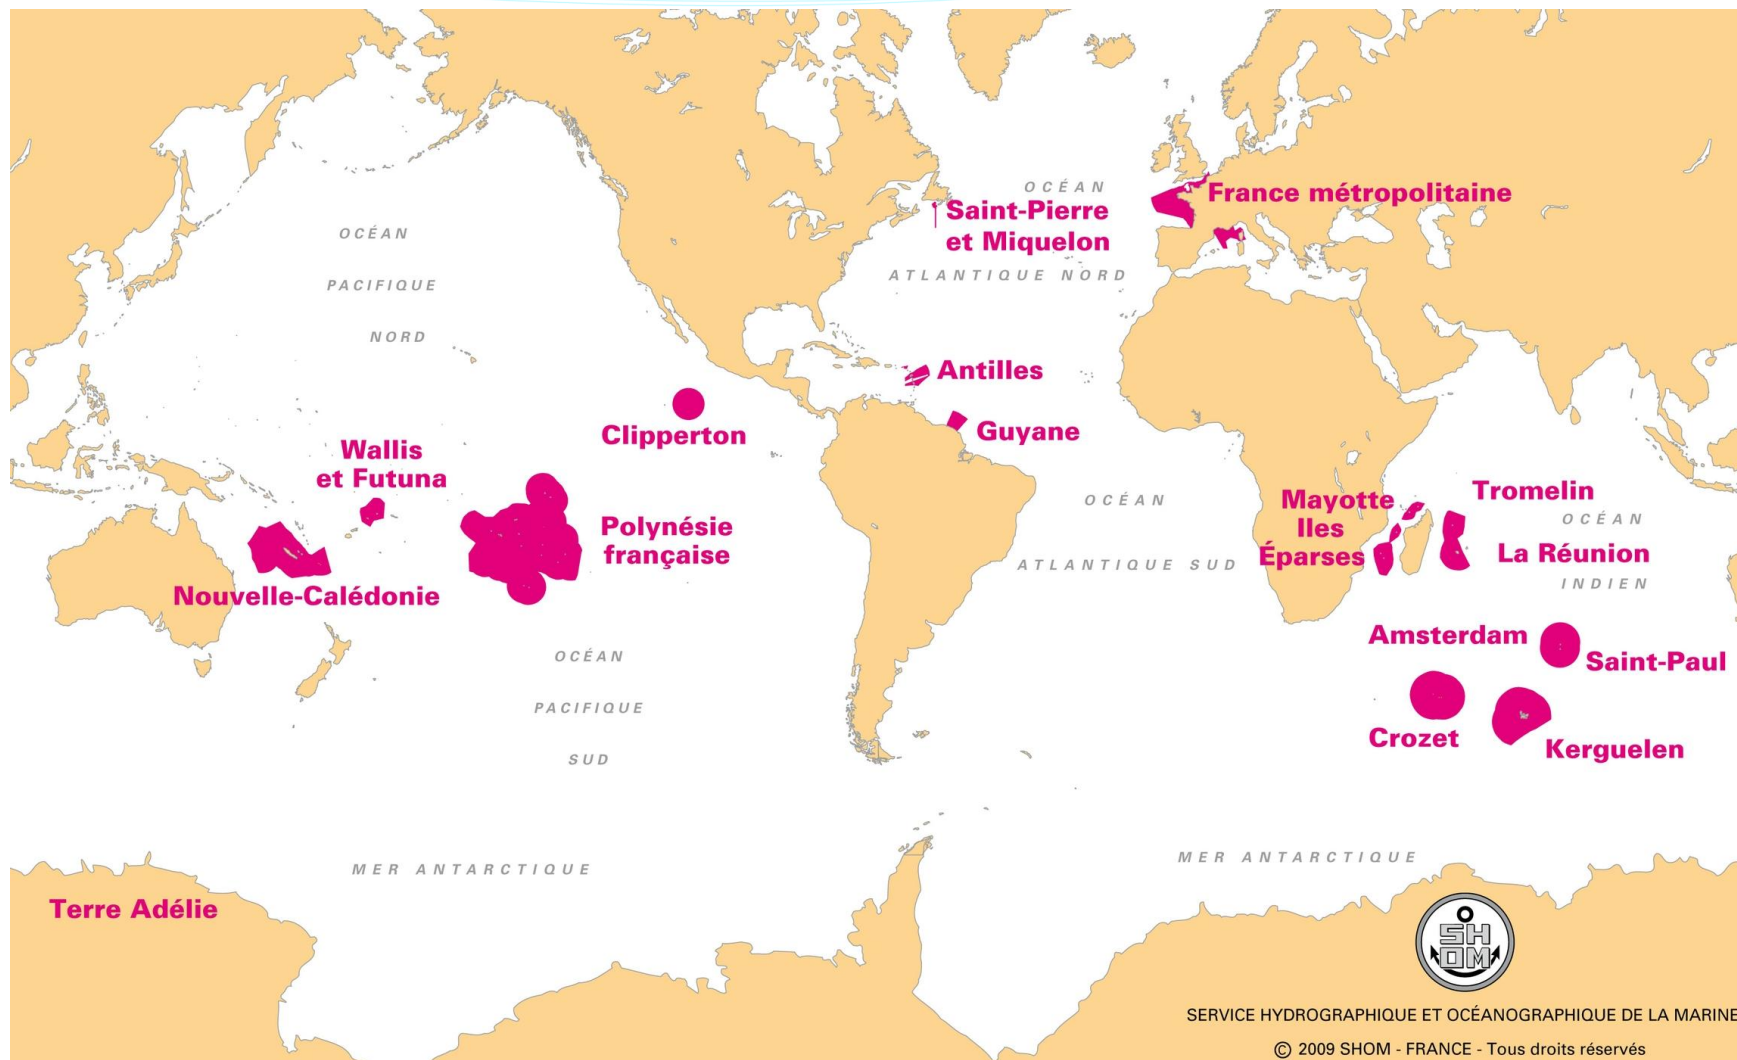 OCÉAN
France métropolitaine
Saint-Pierre
et Miquelon
OCÉAN
ATLANTIQUE NORD
PACIFIQUE
NORD
Antilles
Clipperton
Guyane
Wallis
et Futuna
OCÉAN
Mayotte
Iles
Éparses
Tromelin
OCÉAN
Polynésie
française
La Réunion
ATLANTIQUE SUD
INDIEN
Nouvelle-Calédonie
Amsterdam
Saint-Paul
OCÉAN
PACIFIQUE
SUD
Crozet
Kerguelen
MER ANTARCTIQUE
MER ANTARCTIQUE
Terre Adélie
SH
OM
SERVICE HYDROGRAPHIQUE ET OCÉANOGRAPHIQUE DE LA MARINE
© 2009 SHOM - FRANCE - Tous droits réservés